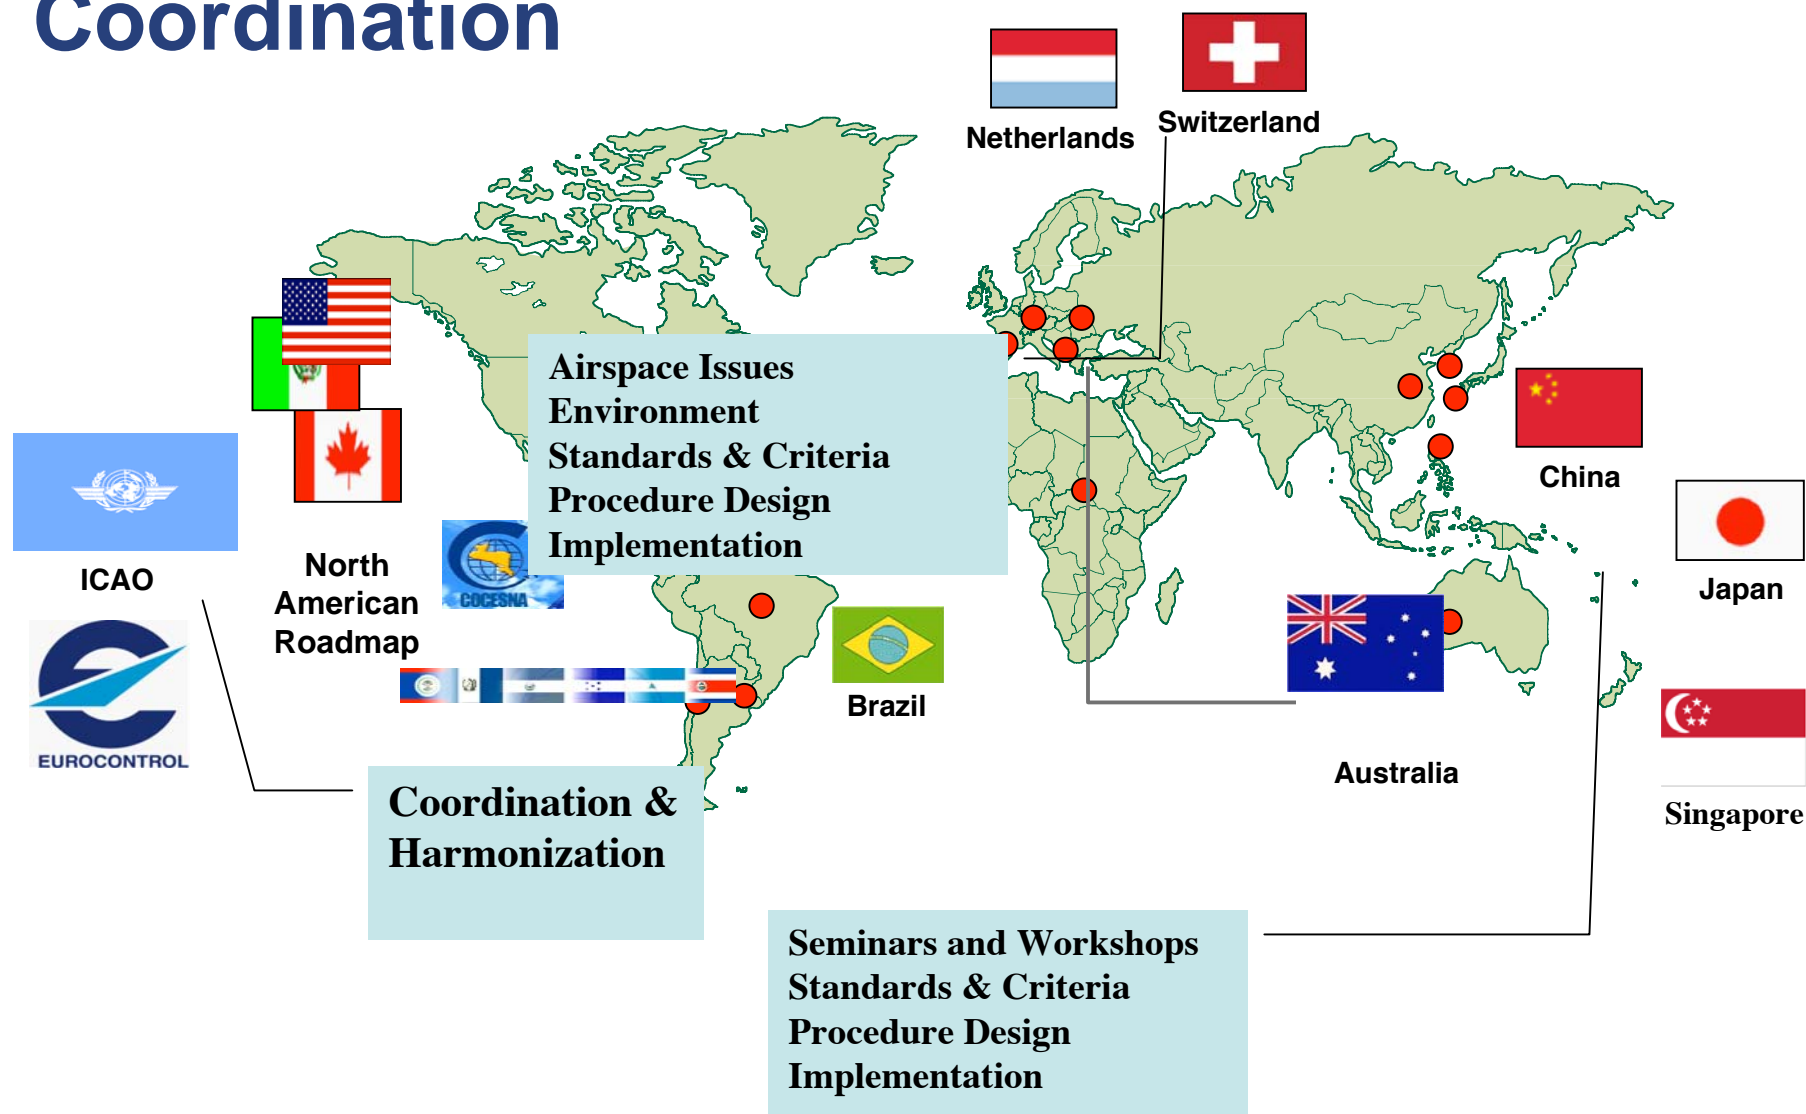 Coordination
Netherlands
Switzerland
Airspace Issues
Environment
Standards & Criteria
Procedure Design
Implementation
China
ICAO
North
American
Roadmap
COCESNA
Japan
Brazil
EUROCONTROL
Australia
Singapore
Coordination &
Harmonization
Seminars and Workshops
Standards & Criteria
Procedure Design
Implementation